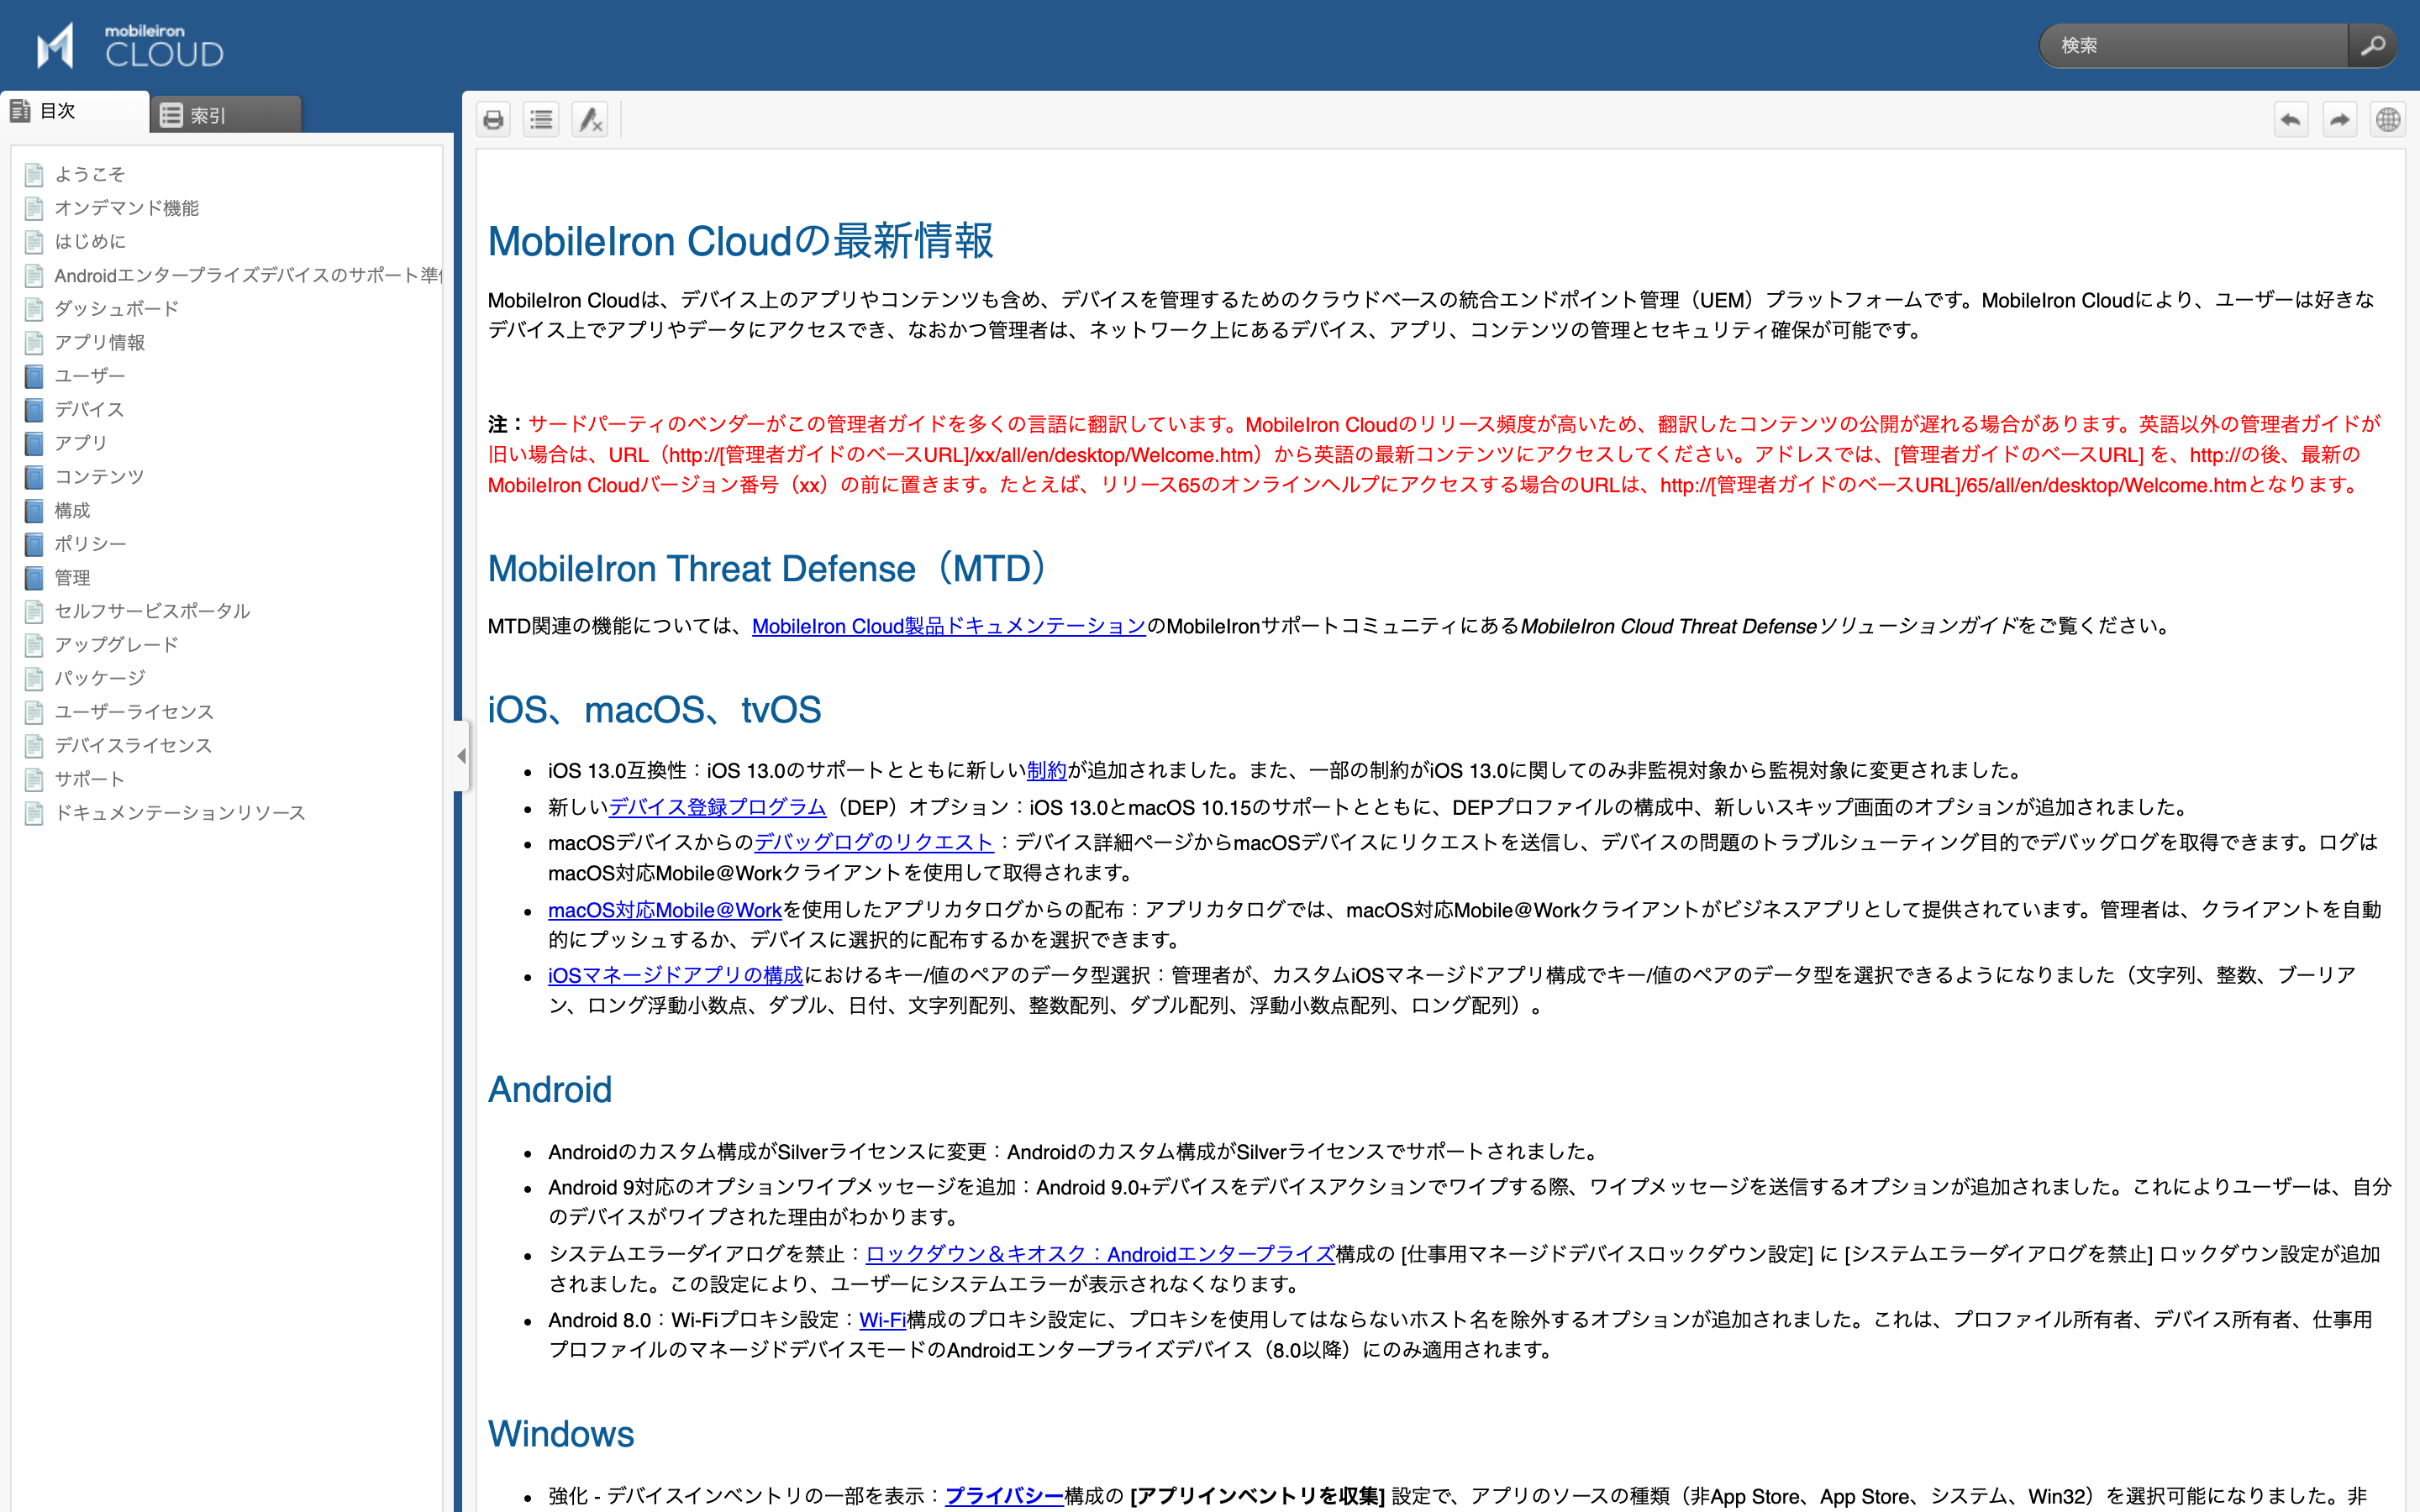 mobileiron
CLOUD
検索
目次
索引
ようこそ
オンデマンド機能
はじめに
Androidエンタープライズデバイスのサポート準
ダッシュボード
アプリ情報
ユーザー
デバイス
アプリ
コンテンツ
構成
ポリシー
管理
セルフサービスポータル
アップグレード
パッケージ
ユーザーライセンス
デバイスライセンス
サポート
ドキュメンテーションリソース
MobileIron Cloudの最新情報
MobileIron Cloudは、デバイス上のアプリやコンテンツも含め、デバイスを管理するためのクラウドベースの統合エンドポイント管理（UEM）プラットフォームです。MobileIron Cloudにより、ユーザーは好きな
デバイス上でアプリやデータにアクセスでき、なおかつ管理者は、ネットワーク上にあるデバイス、アプリ、コンテンツの管理とセキュリティ確保が可能です。
注：サードパーティのベンダーがこの管理者ガイドを多くの言語に翻訳しています。MobileIron Cloudのリリース頻度が高いため、翻訳したコンテンツの公開が遅れる場合があります。英語以外の管理者ガイドが
旧い場合は、URL（http://[管理者ガイドのベースURL]/xx/all/en/desktop/Welcome.htm）から英語の最新コンテンツにアクセスしてください。アドレスでは、[管理者ガイドのベースURL] を、http://の後、最新の
MobileIron Cloudバージョン番号（xx）の前に置きます。たとえば、リリース65のオンラインヘルプにアクセスする場合のURLは、http://[管理者ガイドのベースURL]/65/all/en/desktop/Welcome.htmとなります。
MobileIron Threat Defense（MTD）
MTD関連の機能については、MobileIron Cloud製品ドキュメンテーションのMobileIronサポートコミュニティにあるMobileIron Cloud Threat Defenseソリューションガイドをご覧ください。
iOS、macOS、tvOS
• iOS 13.0互換性：iOS 13.0のサポートとともに新しい制約が追加されました。また、一部の制約がiOS 13.0に関してのみ非監視対象から監視対象に変更されました。
• 新しいデバイス登録プログラム（DEP）オプション：iOS 13.0とmacOS 10.15のサポートとともに、DEPプロファイルの構成中、新しいスキップ画面のオプションが追加されました。
• macOSデバイスからのデバッグログのリクエスト：デバイス詳細ページからmacOSデバイスにリクエストを送信し、デバイスの問題のトラブルシューティング目的でデバッグログを取得できます。ログは
macOS対応Mobile@Workクライアントを使用して取得されます。
• macOS対応Mobile@Workを使用したアプリカタログからの配布：アプリカタログでは、macOS対応Mobile@Workクライアントがビジネスアプリとして提供されています。管理者は、クライアントを自動
的にプッシュするか、デバイスに選択的に配布するかを選択できます。
• iOSマネージドアプリの構成におけるキー/値のペアのデータ型選択：管理者が、カスタムiOSマネージドアプリ構成でキー/値のペアのデータ型を選択できるようになりました（文字列、整数、ブーリア
ン、ロング浮動小数点、ダブル、日付、文字列配列、整数配列、ダブル配列、浮動小数点配列、ロング配列）。
Android
• Androidのカスタム構成がSilverライセンスに変更：Androidのカスタム構成がSilverライセンスでサポートされました。
• Android 9対応のオプションワイプメッセージを追加：Android 9.0+デバイスをデバイスアクションでワイプする際、ワイプメッセージを送信するオプションが追加されました。これによりユーザーは、自分
のデバイスがワイプされた理由がわかります。
• システムエラーダイアログを禁止：ロックダウン＆キオスク：Androidエンタープライズ構成の [仕事用マネージドデバイスロックダウン設定] に [システムエラーダイアログを禁止] ロックダウン設定が追加
されました。この設定により、ユーザーにシステムエラーが表示されなくなります。
• Android 8.0：Wi-Fiプロキシ設定：Wi-Fi構成のプロキシ設定に、プロキシを使用してはならないホスト名を除外するオプションが追加されました。これは、プロファイル所有者、デバイス所有者、仕事用
プロファイルのマネージドデバイスモードのAndroidエンタープライズデバイス（8.0以降）にのみ適用されます。
Windows
• 強化 - デバイスインベントリの一部を表示：プライバシー構成の [アプリインベントリを収集] 設定で、アプリのソースの種類（非App Store、App Store、システム、Win32）を選択可能になりました。非